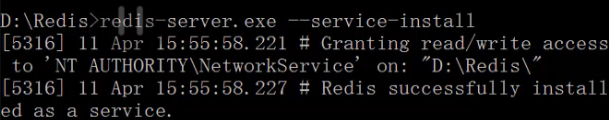 D:\Redis>redis-server.exe --service-install
[5316] 11 Apr 15:55:58.221 # Granting read/write access
to 'NT AUTHORITY\NetworkService' on: "D:\Redis\"
[5316] 11 Apr 15:55:58.227 # Redis successfully install
ed as a service.